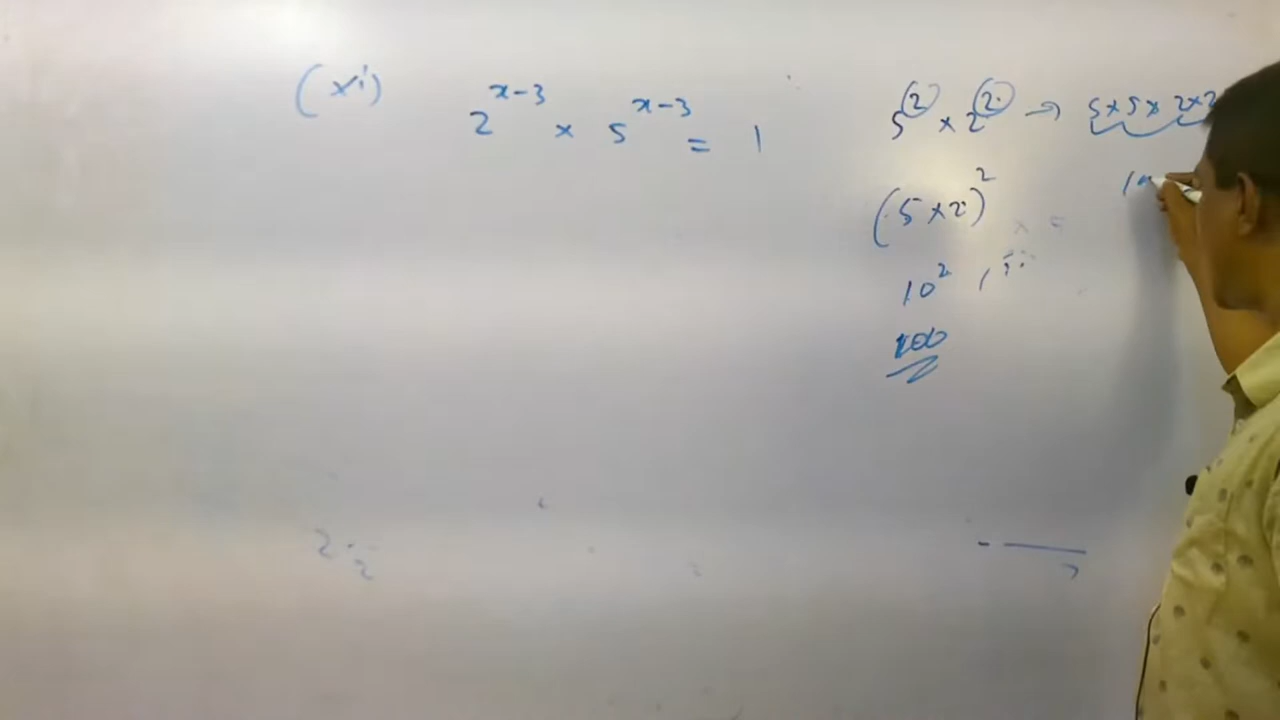 (xi) 2^{x-3} × 5^{x-3} = 1
5^{2} × 2^{2} → 5×5× 2×2
(5×2)^{2}
10^{2}
100